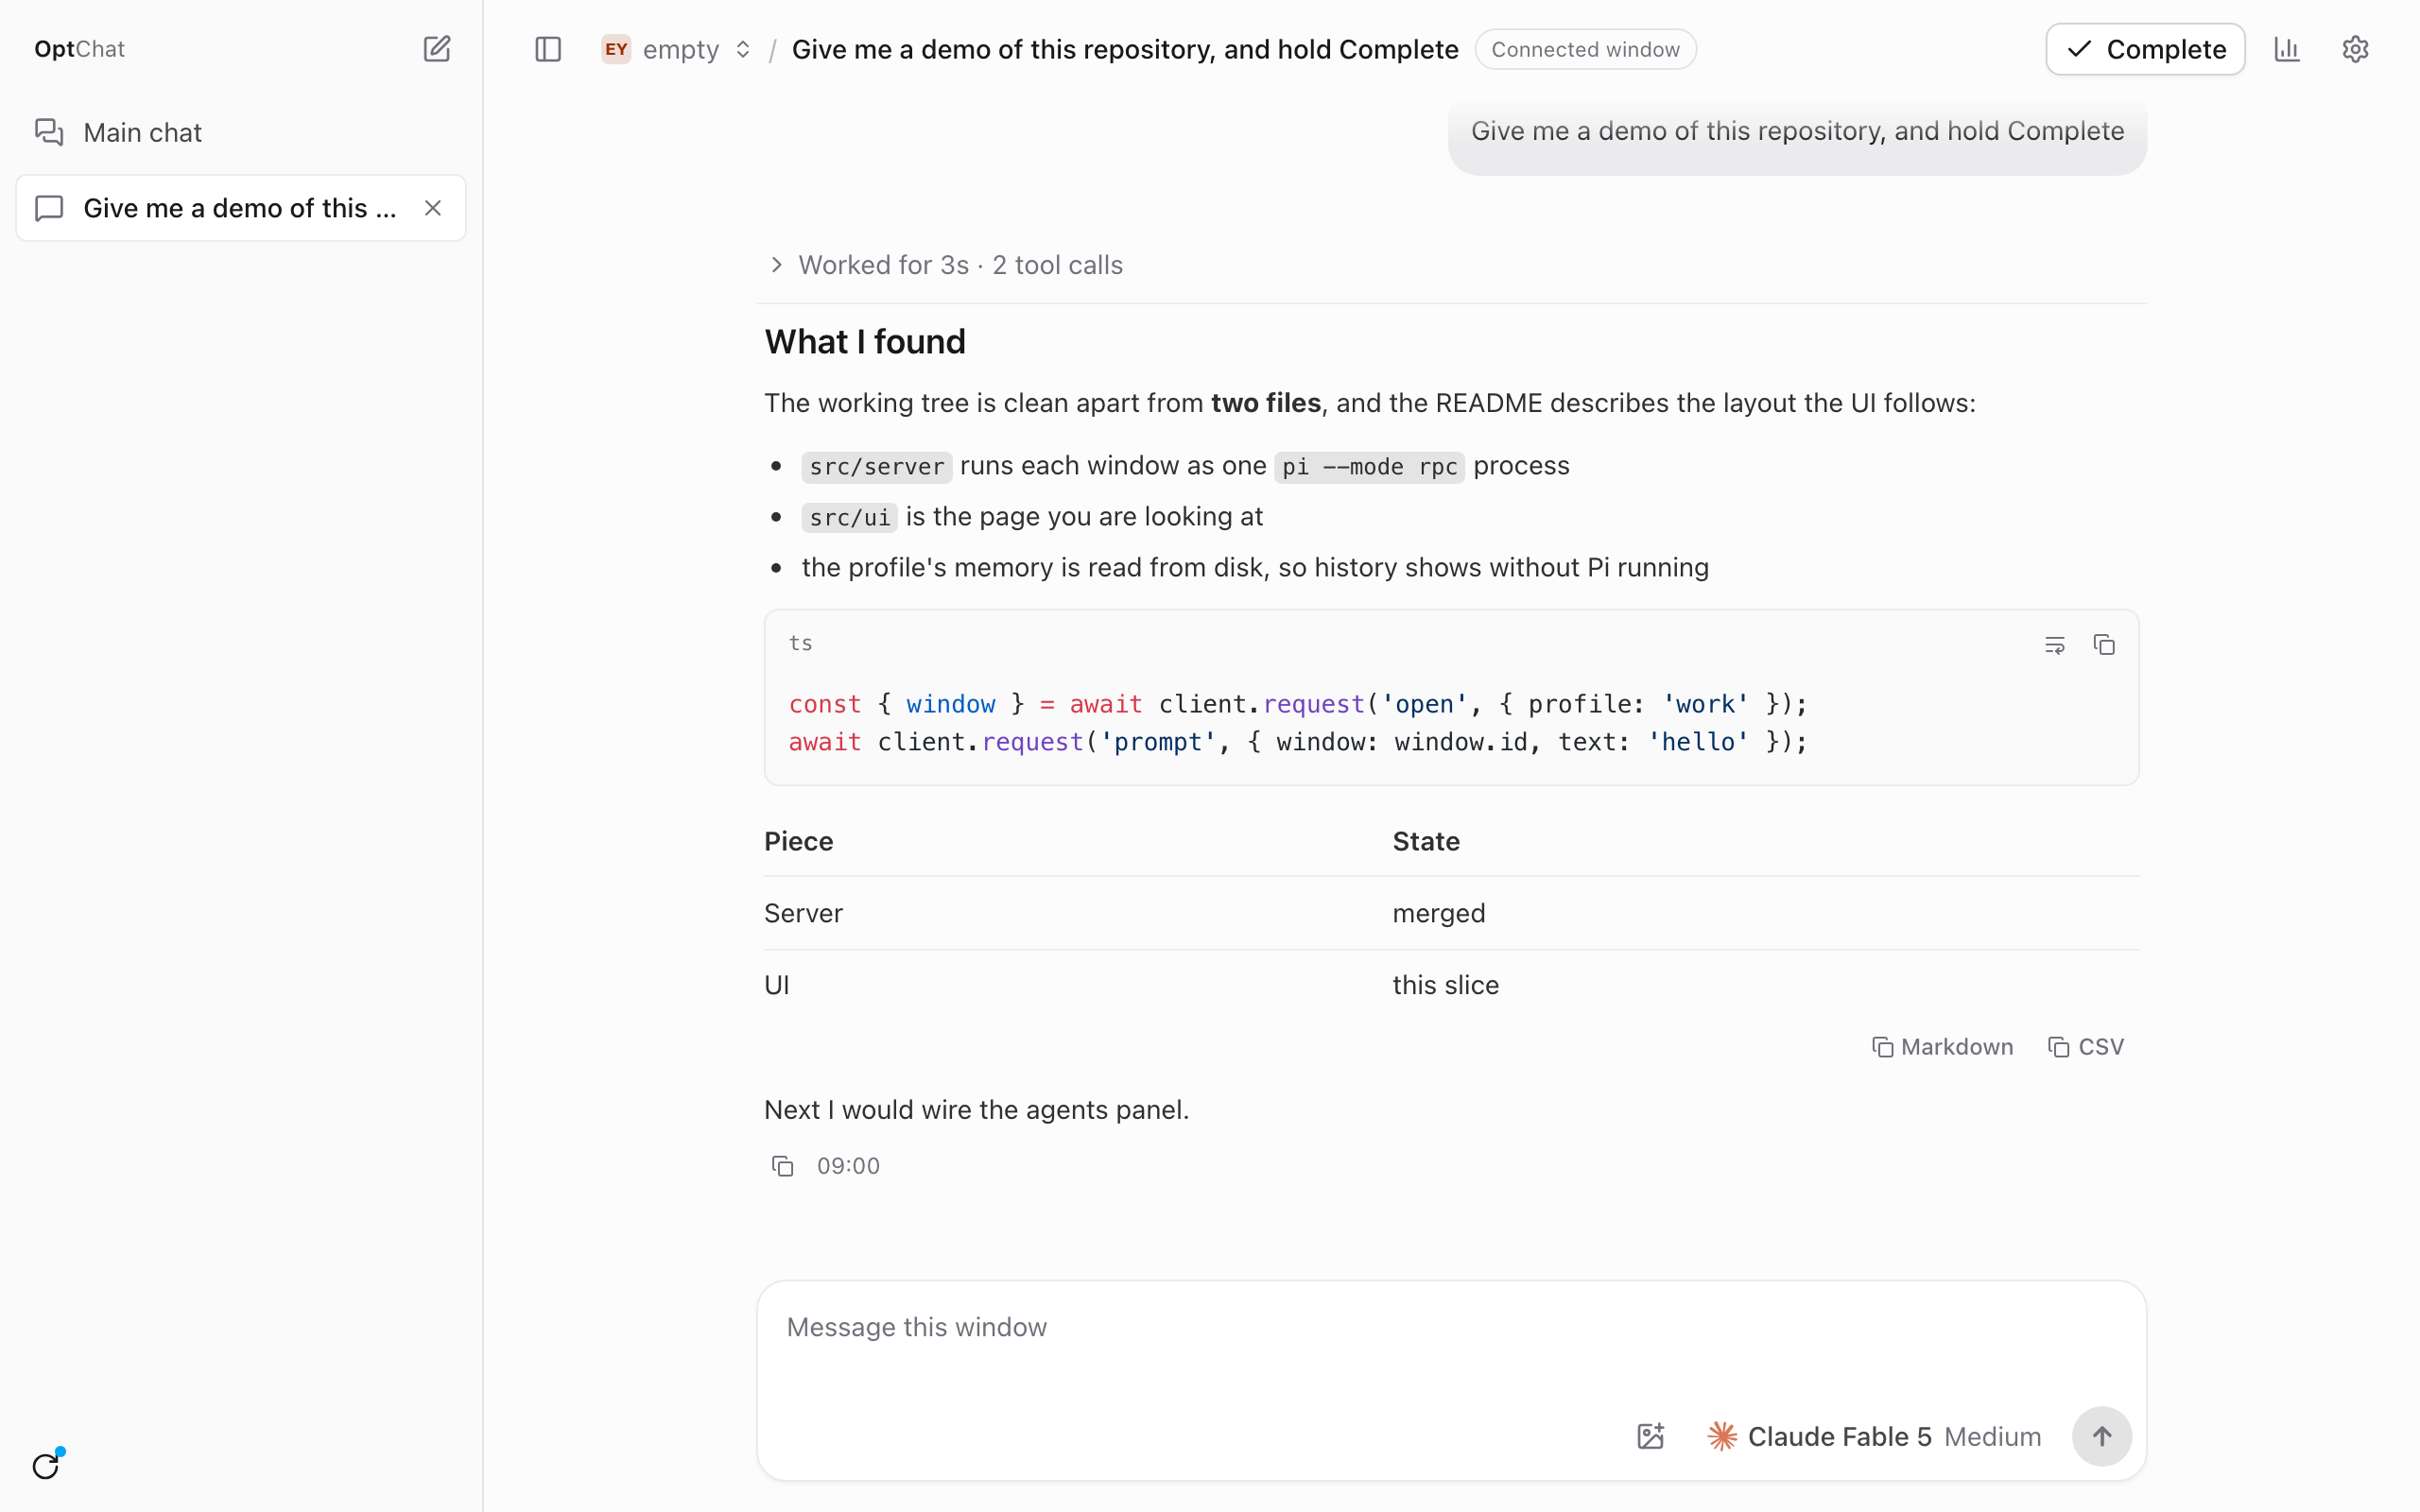 OptChat
Main chat
Give me a demo of this ...
EY empty / Give me a demo of this repository, and hold Complete Connected window
Complete
Give me a demo of this repository, and hold Complete
Worked for 3s · 2 tool calls
What I found
The working tree is clean apart from two files, and the README describes the layout the UI follows:
• src/server runs each window as one pi --mode rpc process
• src/ui is the page you are looking at
• the profile's memory is read from disk, so history shows without Pi running
ts
const { window } = await client.request('open', { profile: 'work' });
await client.request('prompt', { window: window.id, text: 'hello' });
Piece State
Server merged
UI this slice
Markdown CSV
Next I would wire the agents panel.
09:00
Message this window
Claude Fable 5 Medium